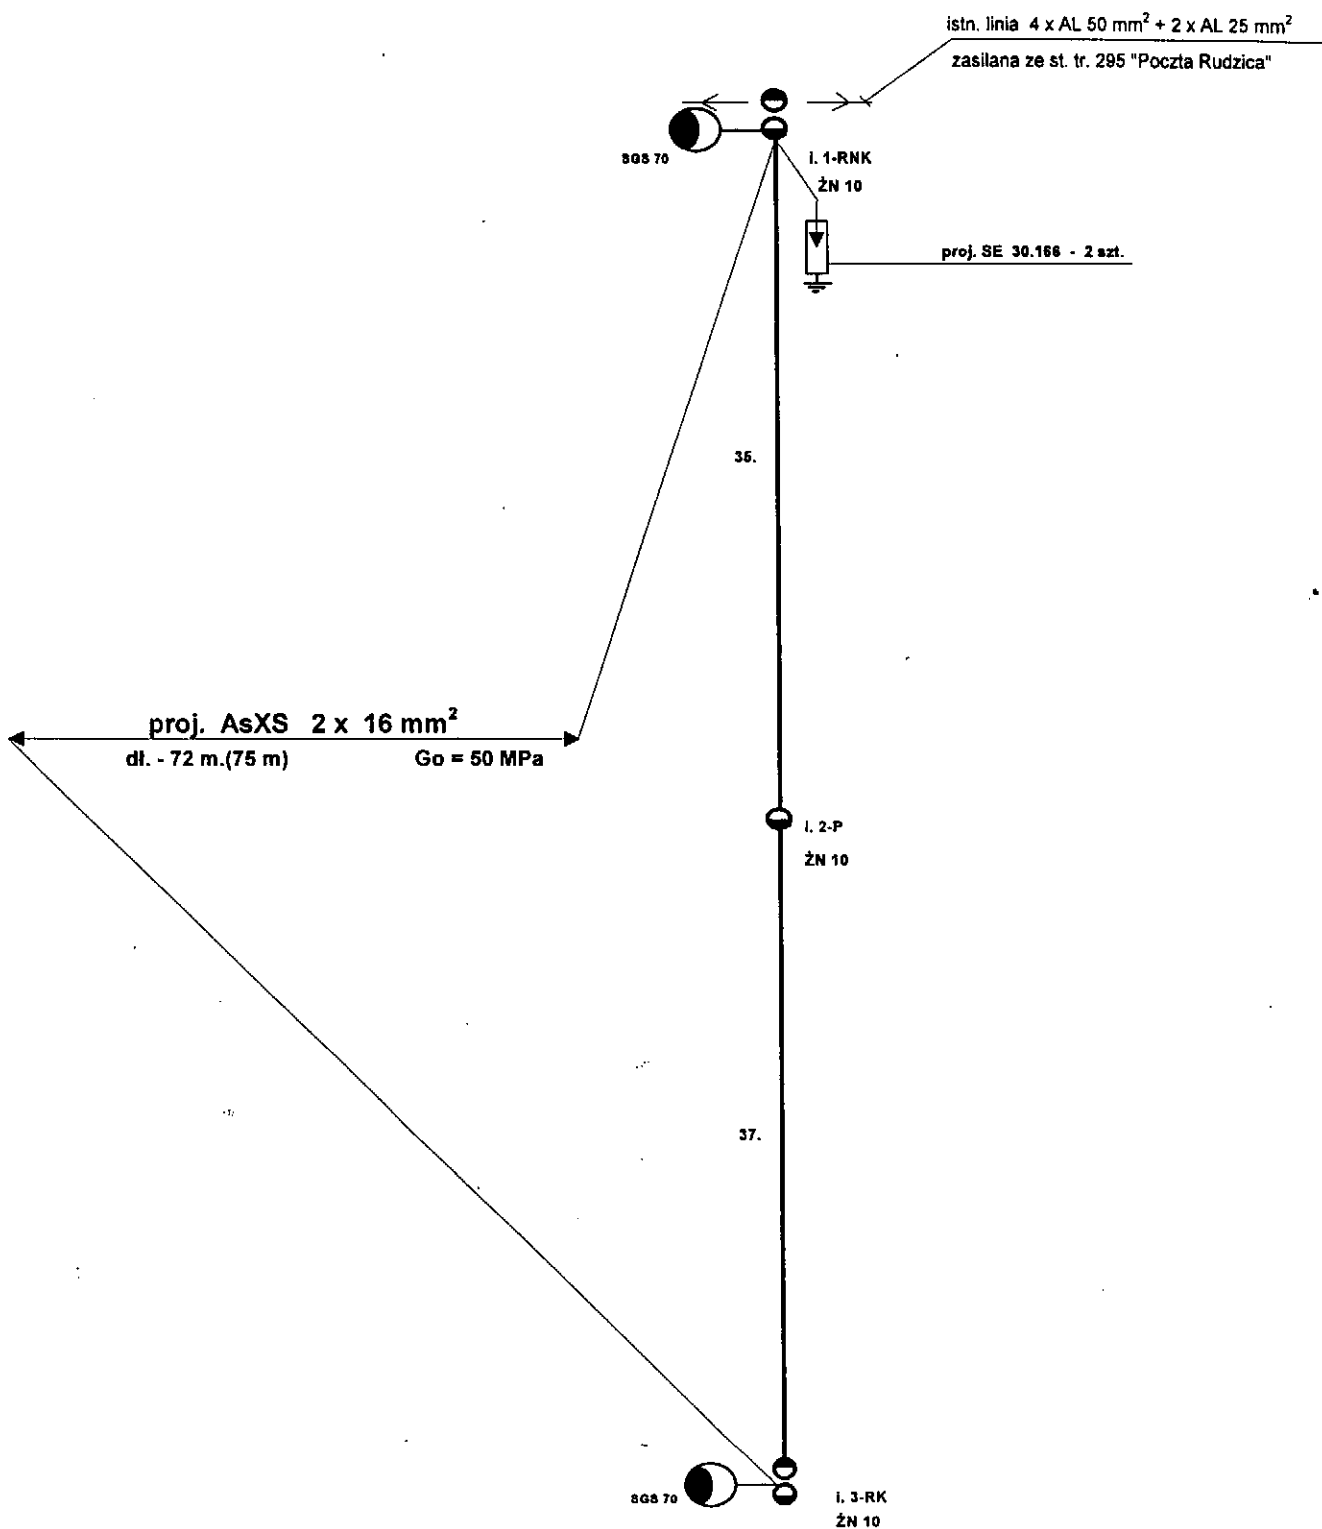 istn. linia 4 x AL 50 mm² + 2 x AL 25 mm²
zasilana ze st. tr. 295 "Poczta Rudzica"
SGS 70
i. 1-RNK
ŻN 10
proj. SE 30.166 - 2 szt.
35.
proj. AsXS 2 x 16 mm²
dł. - 72 m.(75 m) Go = 50 MPa
i. 2-P
ŻN 10
37.
SGS 70
i. 3-RK
ŻN 10